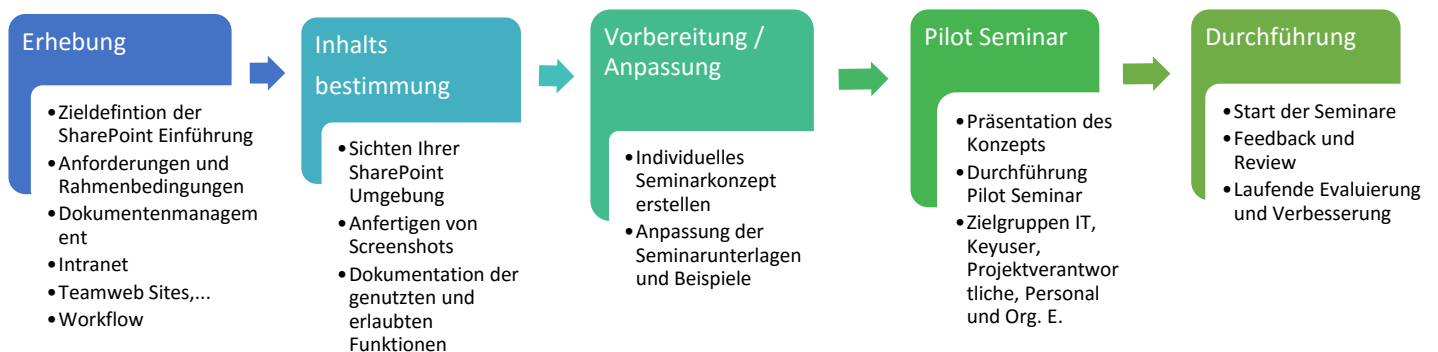 Erhebung
•Zieldefintion der
SharePoint Einführung
•Anforderungen und
Rahmenbedingungen
•Dokumentenmanagem
ent
•Intranet
•Teamweb Sites,...
•Workflow
Inhalts
bestimmung
•Sichten Ihrer
SharePoint
Umgebung
•Anfertigen von
Screenshots
•Dokumentation der
genutzten und
erlaubten
Funktionen
Vorbereitung /
Anpassung
•Individuelles
Seminarkonzept
erstellen
•Anpassung der
Seminarunterlagen
und Beispiele
Pilot Seminar
•Präsentation des
Konzepts
•Durchführung
Pilot Seminar
•Zielgruppen IT,
Keyuser,
Projektverantwor
tliche, Personal
und Org. E.
Durchführung
•Start der Seminare
•Feedback und
Review
•Laufende Evaluierung
und Verbesserung